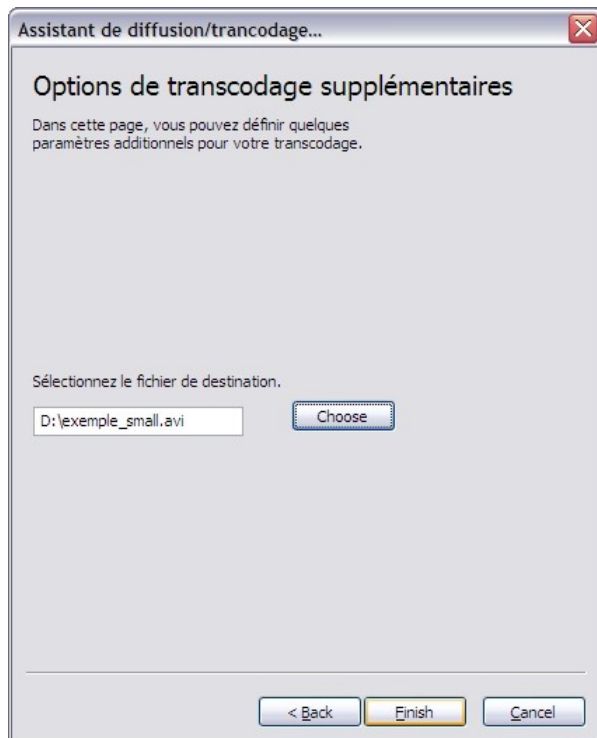 Assistant de diffusion/trancodage...
Options de transcodage supplémentaires
Dans cette page, vous pouvez définir quelques
paramètres additionnels pour votre transcodage.
Sélectionnez le fichier de destination.
D:\exemple_small.avi
Choose
< Back
Finish
Cancel